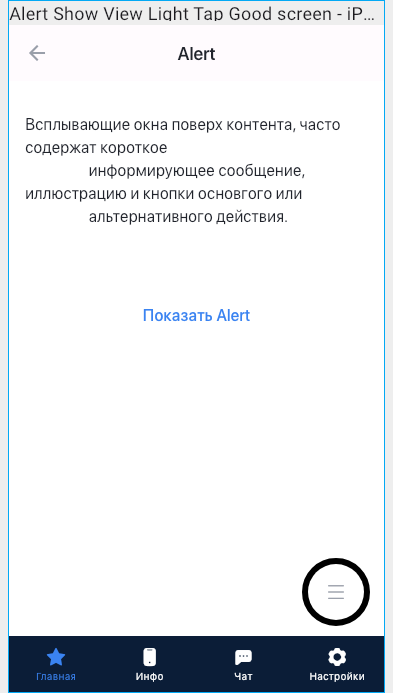 Alert Show View Light Tap Good screen - iP...
Alert
Всплывающие окна поверх контента, часто
содержат короткое
информирующее сообщение,
иллюстрацию и кнопки основгого или
альтернативного действия.
Показать Alert
Главная
Инфо
Чат
Настройки